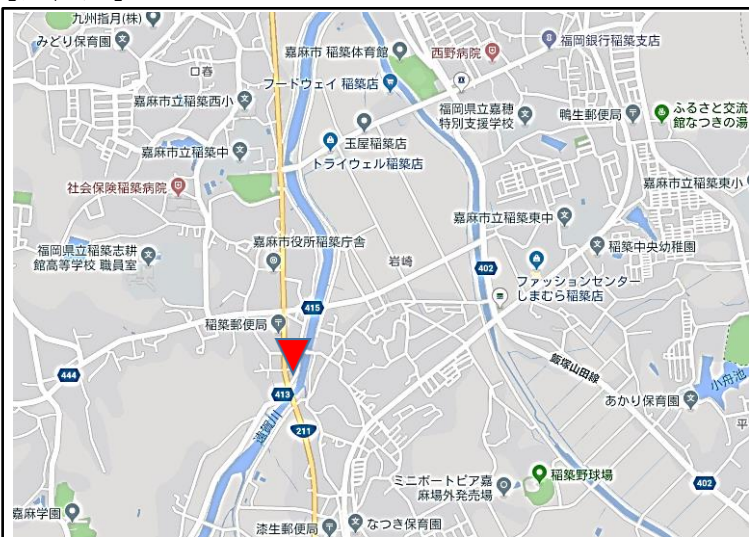 九州指月(株)
みどり保育園
口春
嘉麻市 稲築体育館
西野病院
福岡銀行稲築支店
フードウェイ 稲築店
嘉麻市立稲築西小
福岡県立嘉穂
特別支援学校
鴨生郵便局
ふるさと交流
館なつきの湯
玉屋稲築店
トライウェル稲築店
嘉麻市立稲築中
社会保険稲築病院
嘉麻市立稲築東小
嘉麻市立稲築東中
福岡県立稲築志耕
館高等学校 職員室
嘉麻市役所稲築庁舎
岩崎
稲築中央幼稚園
402
ファッションセンター
しまむら稲築店
415
稲築郵便局
飯塚山田線
444
小舟池
413
あかり保育園
平
遠賀川
211
ミニボートピア嘉
麻場外発売場
稲築野球場
402
嘉麻学園
漆生郵便局
なつき保育園